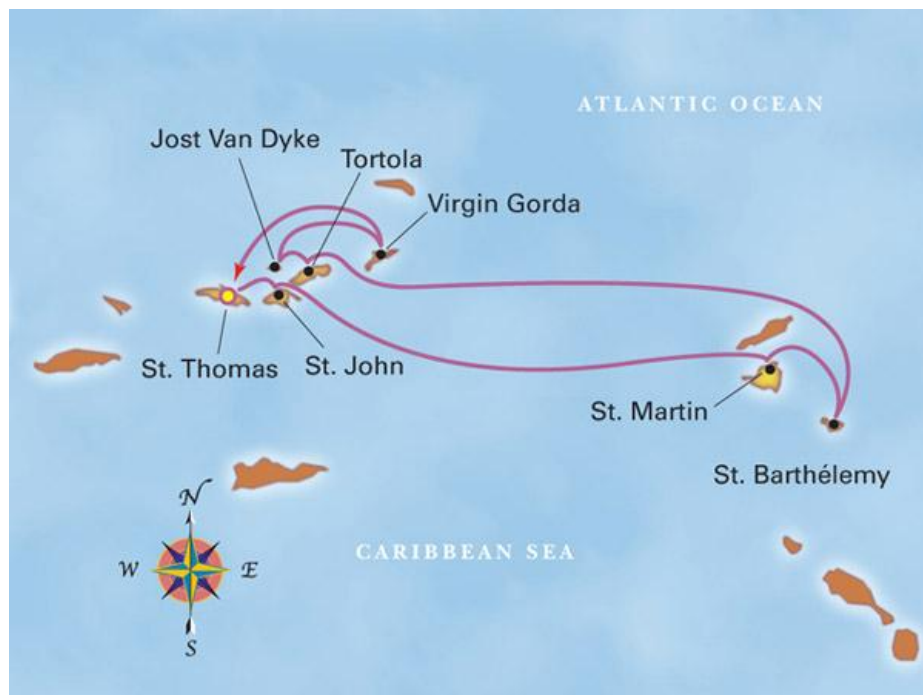 ATLANTIC OCEAN
Jost Van Dyke
Tortola
Virgin Gorda
St. Thomas
St. John
St. Martin
St. Barthélemy
N
CARIBBEAN SEA
W
E
S